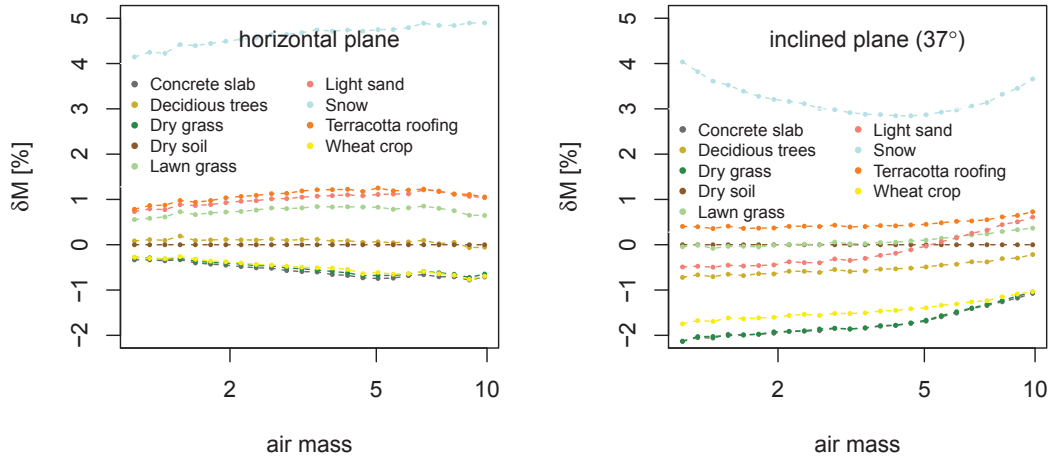 horizontal plane
Concrete slab
Decidious trees
Dry grass
Dry soil
Lawn grass
Light sand
Snow
Terracotta roofing
Wheat crop
δM [%]
5
4
3
2
1
0
−1
−2
2
5
10
air mass
inclined plane (37°)
Concrete slab
Decidious trees
Dry grass
Dry soil
Lawn grass
Light sand
Snow
Terracotta roofing
Wheat crop
δM [%]
5
4
3
2
1
0
−1
−2
2
5
10
air mass